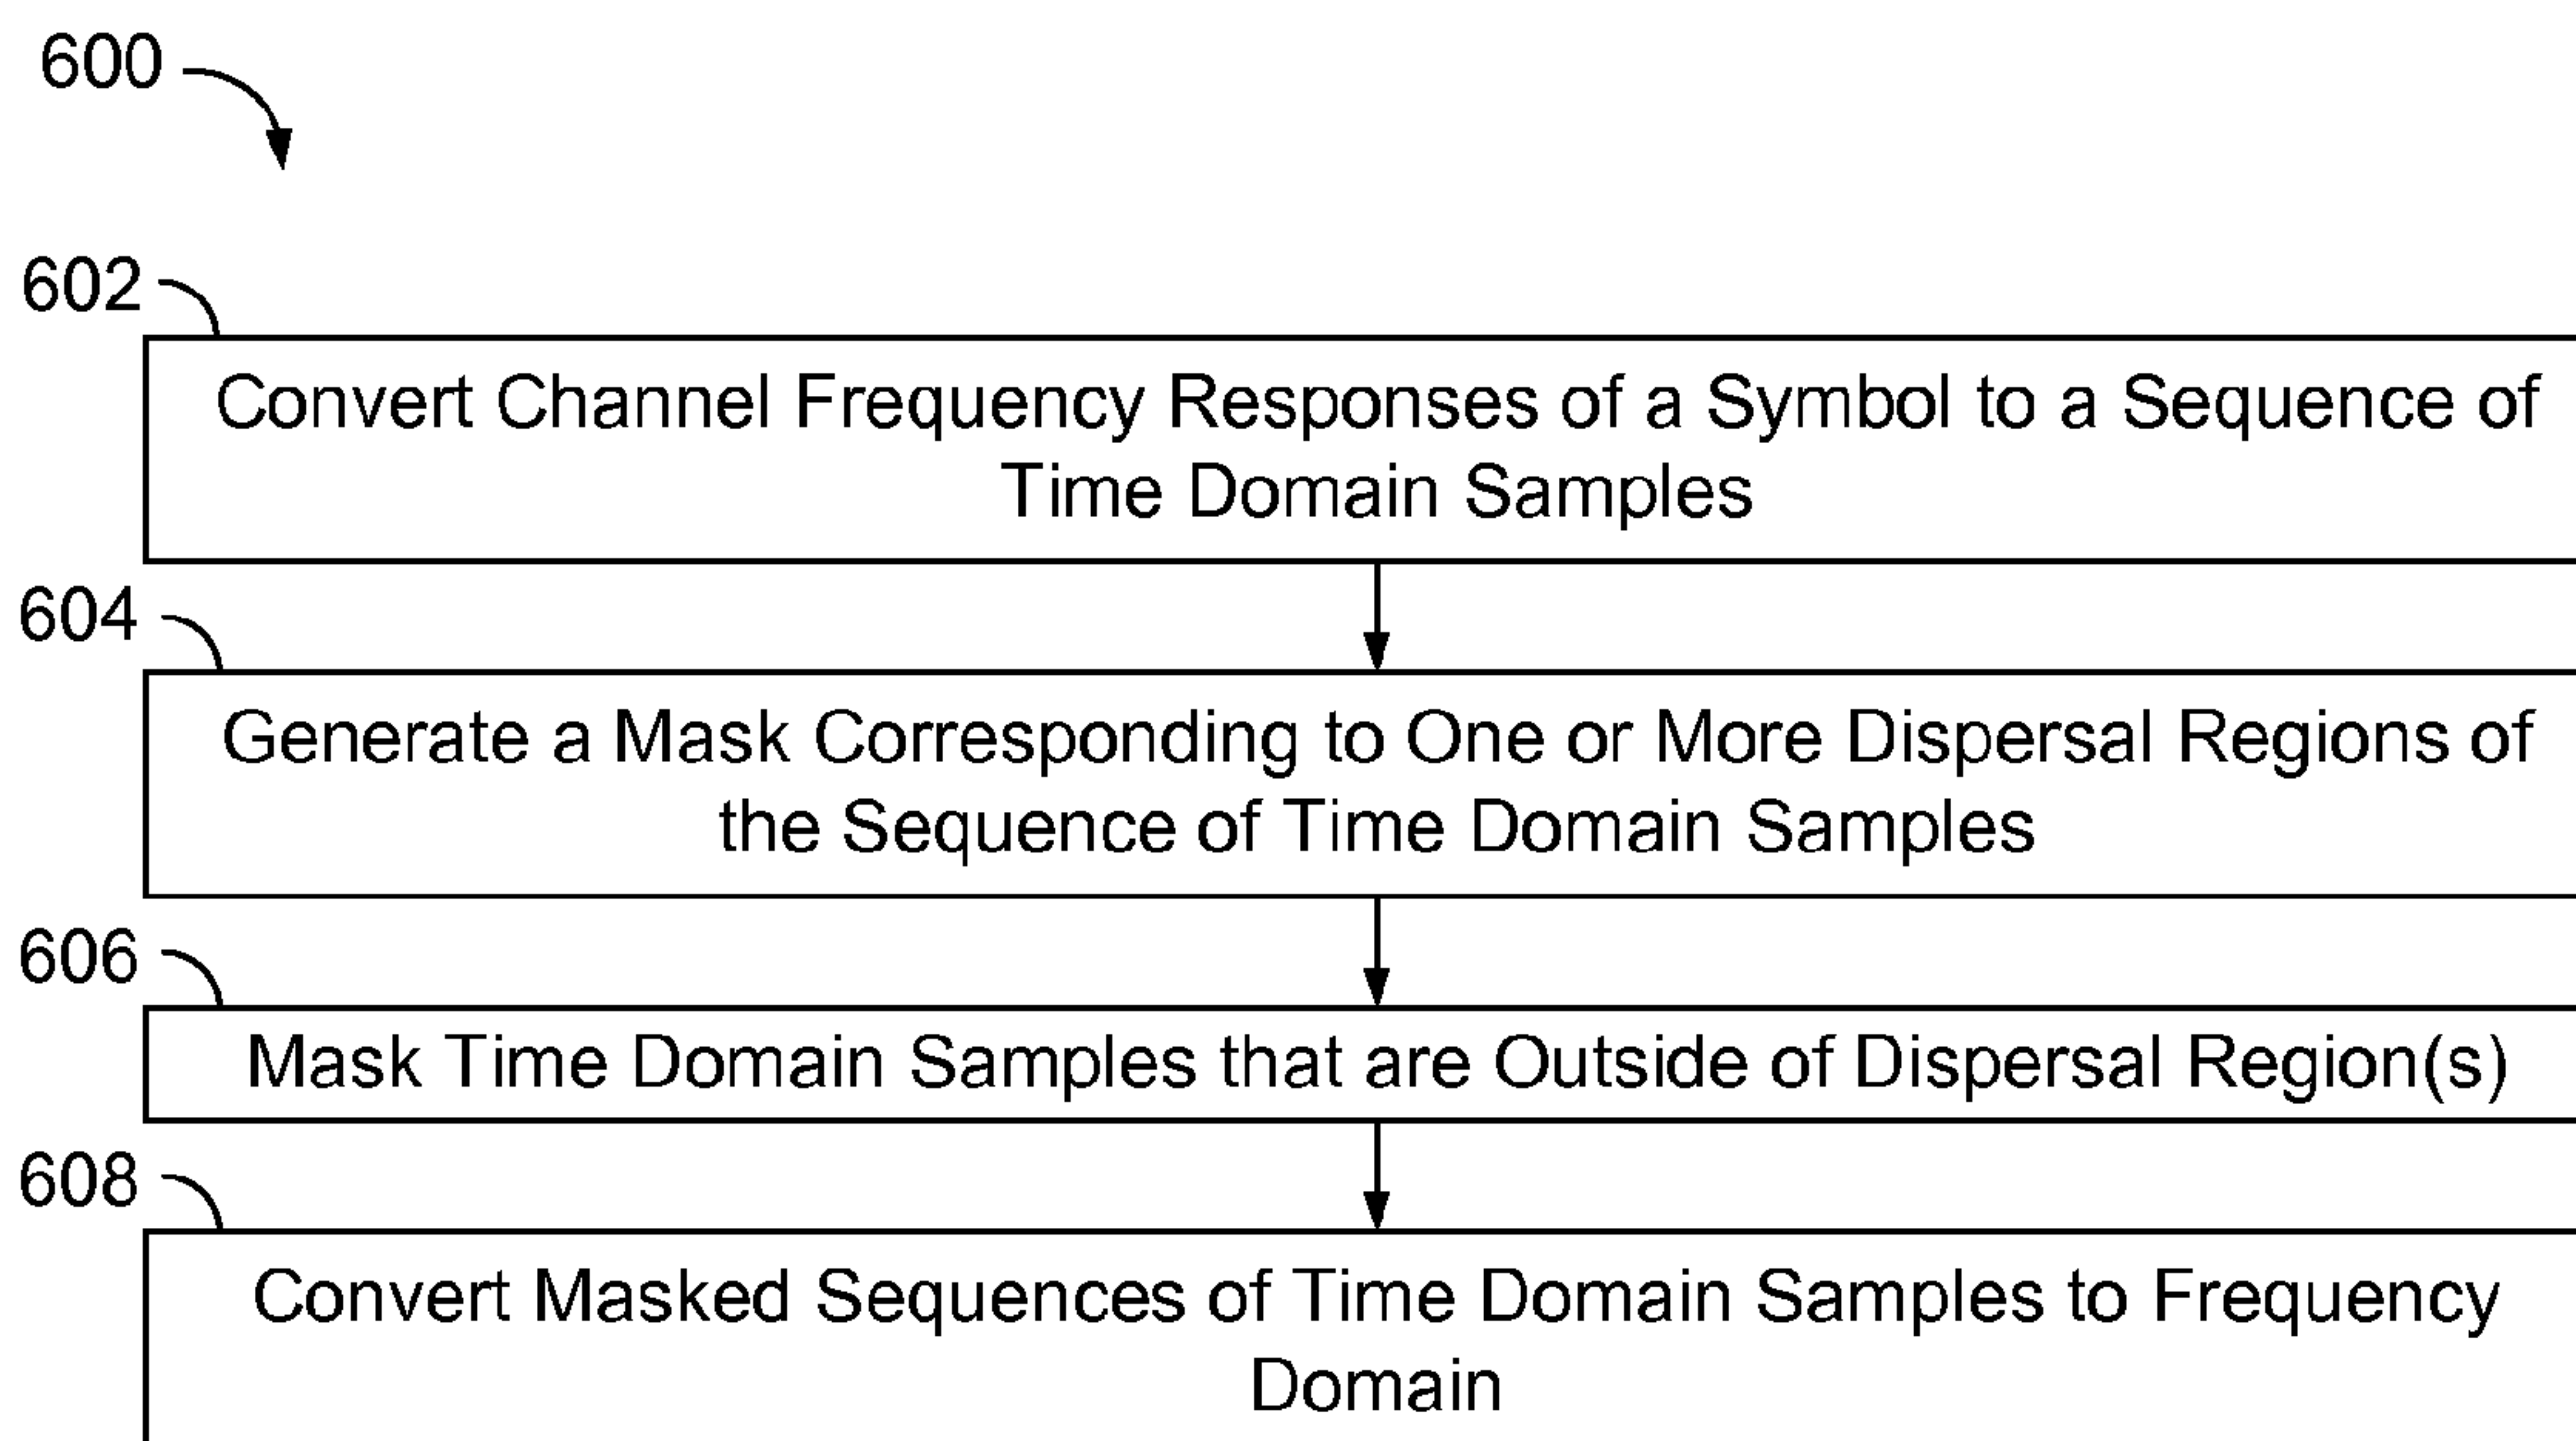 600
602
Convert Channel Frequency Responses of a Symbol to a Sequence of
Time Domain Samples
604
Generate a Mask Corresponding to One or More Dispersal Regions of
the Sequence of Time Domain Samples
606
Mask Time Domain Samples that are Outside of Dispersal Region(s)
608
Convert Masked Sequences of Time Domain Samples to Frequency
Domain